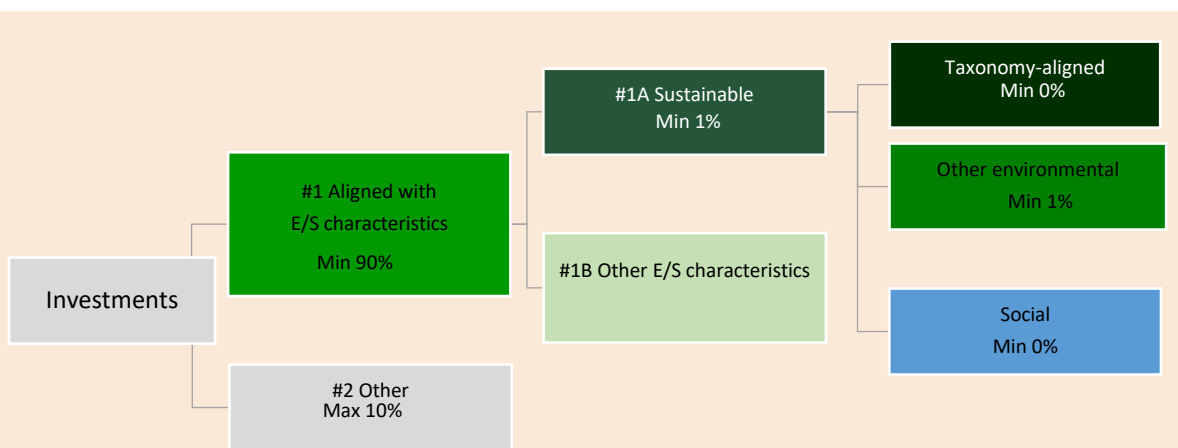 Investments
#1 Aligned with
E/S characteristics
Min 90%
#2 Other
Max 10%
#1A Sustainable
Min 1%
#1B Other E/S characteristics
Taxonomy-aligned
Min 0%
Other environmental
Min 1%
Social
Min 0%